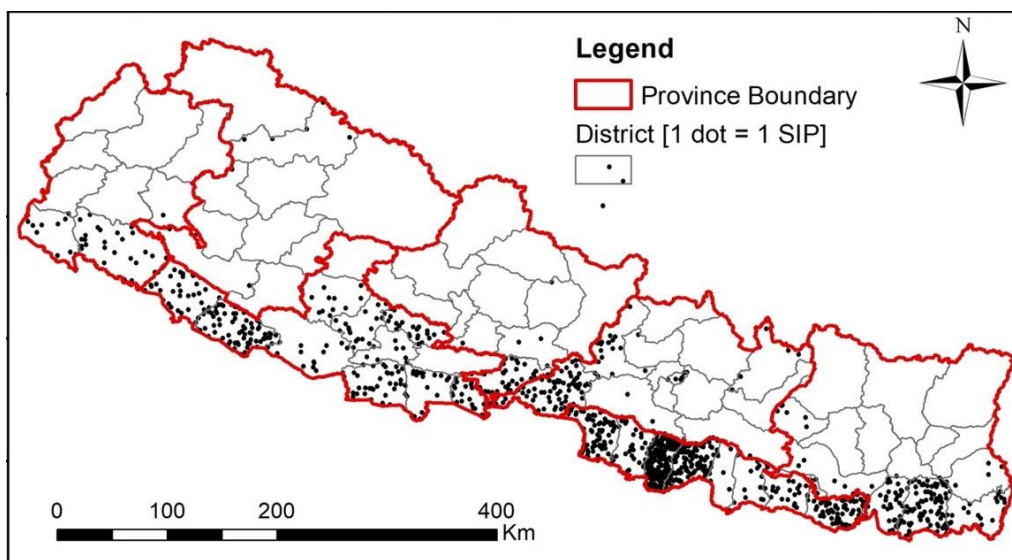 Legend
Province Boundary
District [1 dot = 1 SIP]
N
0 100 200 400
Km